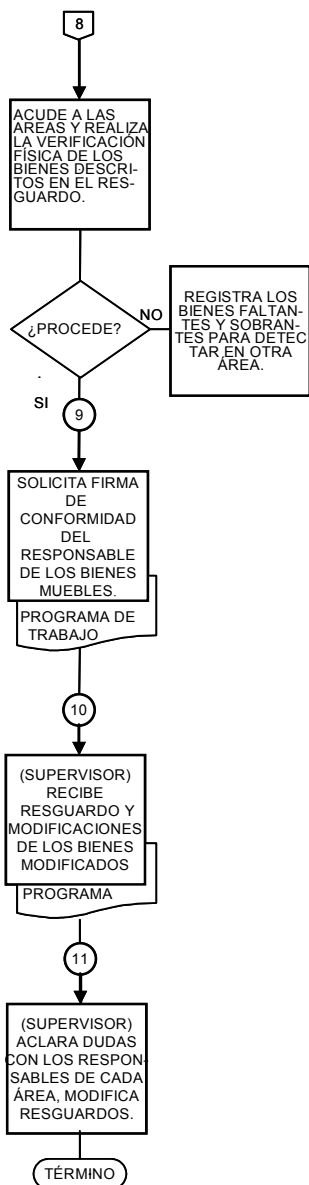 8
ACUDE A LAS
AREAS Y REALIZA
LA VERIFICACIÓN
FÍSICA DE LOS
BIENES DESCRI-
TOS EN EL RES-
GUARDO.
¿PROCEDE?
NO
REGISTRA LOS
BIENES FALTAN-
TES Y SOBRAN-
TES PARA DETEC
TAR EN OTRA
ÁREA.
.
SI
9
SOLICITA FIRMA
DE
CONFORMIDAD
DEL
RESPONSABLE
DE LOS BIENES
MUEBLES.
PROGRAMA DE
TRABAJO
10
(SUPERVISOR)
RECIBE
RESGUARDO Y
MODIFICACIONES
DE LOS BIENES
MODIFICADOS
PROGRAMA
11
(SUPERVISOR)
ACLARA DUDAS
CON LOS RESPON-
SABLES DE CADA
ÁREA, MODIFICA
RESGUARDOS.
TÉRMINO